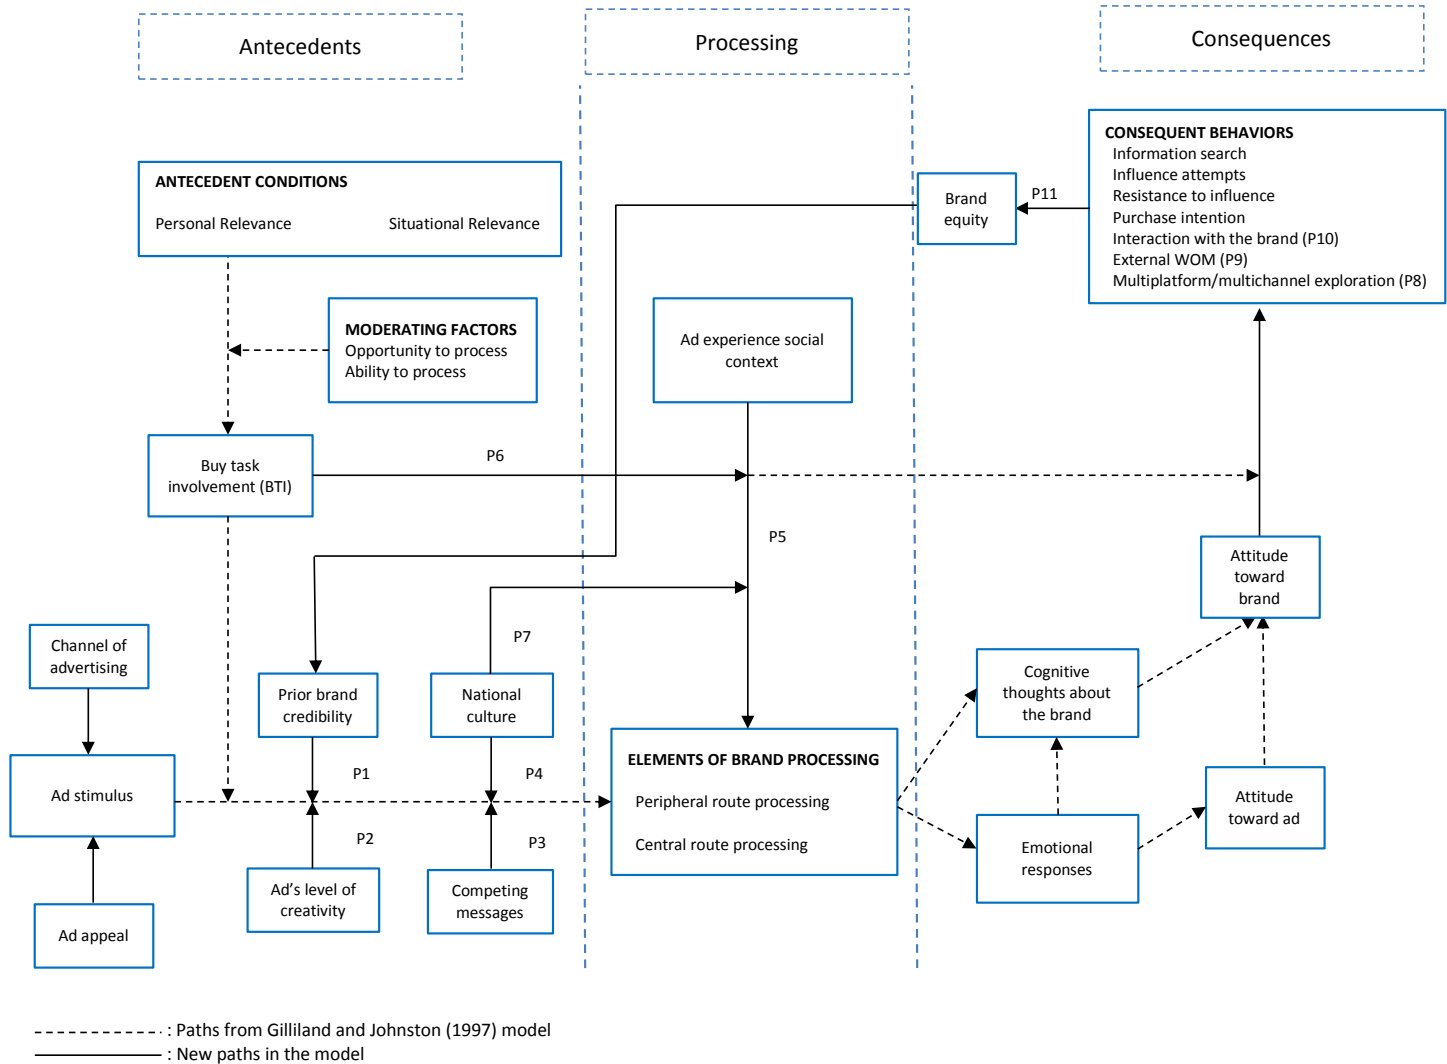 Antecedents
Processing
Consequences
ANTECEDENT CONDITIONS
Personal Relevance
Situational Relevance
MODERATING FACTORS
Opportunity to process
Ability to process
Buy task
involvement (BTI)
P6
Channel of
advertising
Ad stimulus
Ad appeal
Prior brand
credibility
P1
P2
Ad's level of
creativity
P7
National
culture
P4
P3
Competing
messages
Ad experience social
context
P5
ELEMENTS OF BRAND PROCESSING
Peripheral route processing
Central route processing
Brand
equity
P11
CONSEQUENT BEHAVIORS
Information search
Influence attempts
Resistance to influence
Purchase intention
Interaction with the brand (P10)
External WOM (P9)
Multiplatform/multichannel exploration (P8)
Attitude
toward
brand
Cognitive
thoughts about
the brand
Emotional
responses
Attitude
toward ad
: Paths from Gilliland and Johnston (1997) model
: New paths in the model